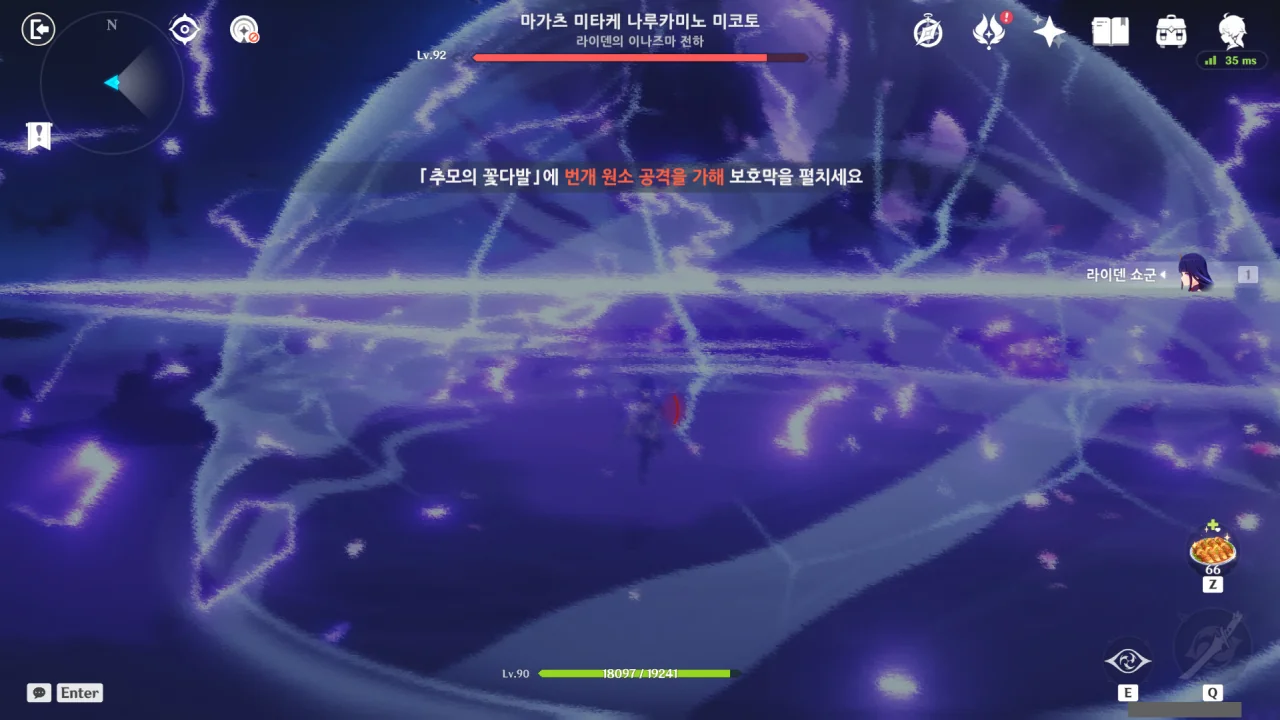 N
마가츠 미타케 나루카미노 미코토
라이덴의 이나즈마 전하
Lv.92
35 ms
「추모의 꽃다발」에 번개 원소 공격을 가해 보호막을 펼치세요
라이덴 쇼군
1
66
Z
Lv.90
18097 / 19241
Enter
E
Q